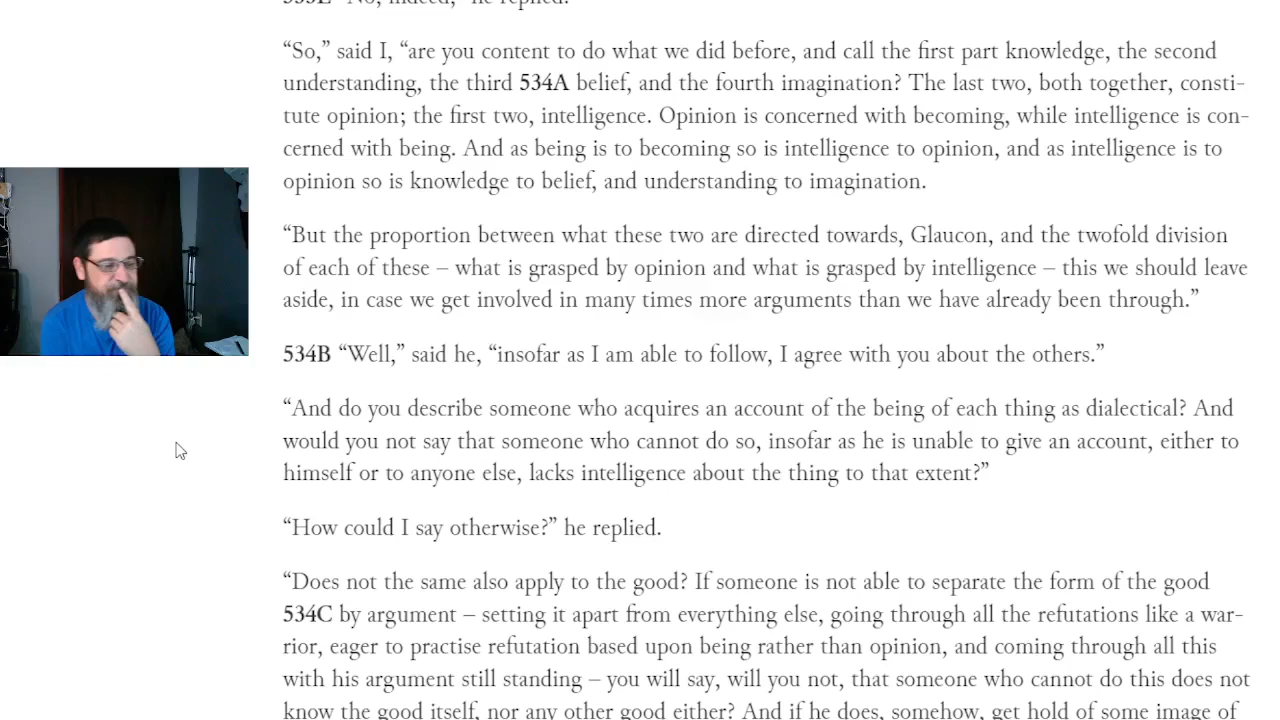 533E “No, indeed,” he replied.
“So,” said I, “are you content to do what we did before, and call the first part knowledge, the second
understanding, the third 534A belief, and the fourth imagination? The last two, both together, consti-
tute opinion; the first two, intelligence. Opinion is concerned with becoming, while intelligence is con-
cerned with being. And as being is to becoming so is intelligence to opinion, and as intelligence is to
opinion so is knowledge to belief, and understanding to imagination.
“But the proportion between what these two are directed towards, Glaucon, and the twofold division
of each of these – what is grasped by opinion and what is grasped by intelligence – this we should leave
aside, in case we get involved in many times more arguments than we have already been through.”
534B “Well,” said he, “insofar as I am able to follow, I agree with you about the others.”
“And do you describe someone who acquires an account of the being of each thing as dialectical? And
would you not say that someone who cannot do so, insofar as he is unable to give an account, either to
himself or to anyone else, lacks intelligence about the thing to that extent?”
“How could I say otherwise?” he replied.
“Does not the same also apply to the good? If someone is not able to separate the form of the good
534C by argument – setting it apart from everything else, going through all the refutations like a war-
rior, eager to practise refutation based upon being rather than opinion, and coming through all this
with his argument still standing – you will say, will you not, that someone who cannot do this does not
know the good itself, nor any other good either? And if he does, somehow, get hold of some image of